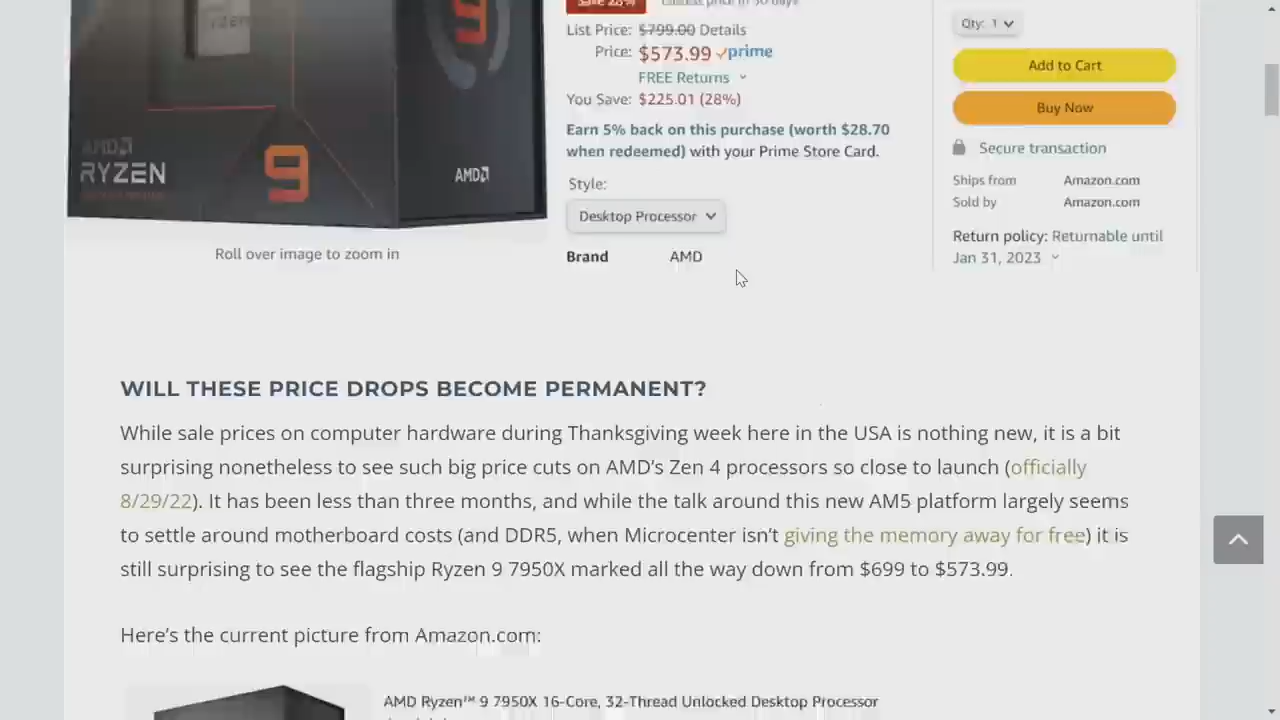 List Price: $799.00 Details
Price: $573.99 prime
FREE Returns
You Save: $225.01 (28%)
Earn 5% back on this purchase (worth $28.70
when redeemed) with your Prime Store Card.
Style:
Desktop Processor
Brand AMD
AMD
RYZEN
9
AMD
Roll over image to zoom in
Qty: 1
Add to Cart
Buy Now
Secure transaction
Ships from Amazon.com
Sold by Amazon.com
Return policy: Returnable until
Jan 31, 2023
WILL THESE PRICE DROPS BECOME PERMANENT?
While sale prices on computer hardware during Thanksgiving week here in the USA is nothing new, it is a bit
surprising nonetheless to see such big price cuts on AMD's Zen 4 processors so close to launch (officially
8/29/22). It has been less than three months, and while the talk around this new AM5 platform largely seems
to settle around motherboard costs (and DDR5, when Microcenter isn't giving the memory away for free) it is
still surprising to see the flagship Ryzen 9 7950X marked all the way down from $699 to $573.99.
Here's the current picture from Amazon.com:
AMD Ryzen™ 9 7950X 16-Core, 32-Thread Unlocked Desktop Processor